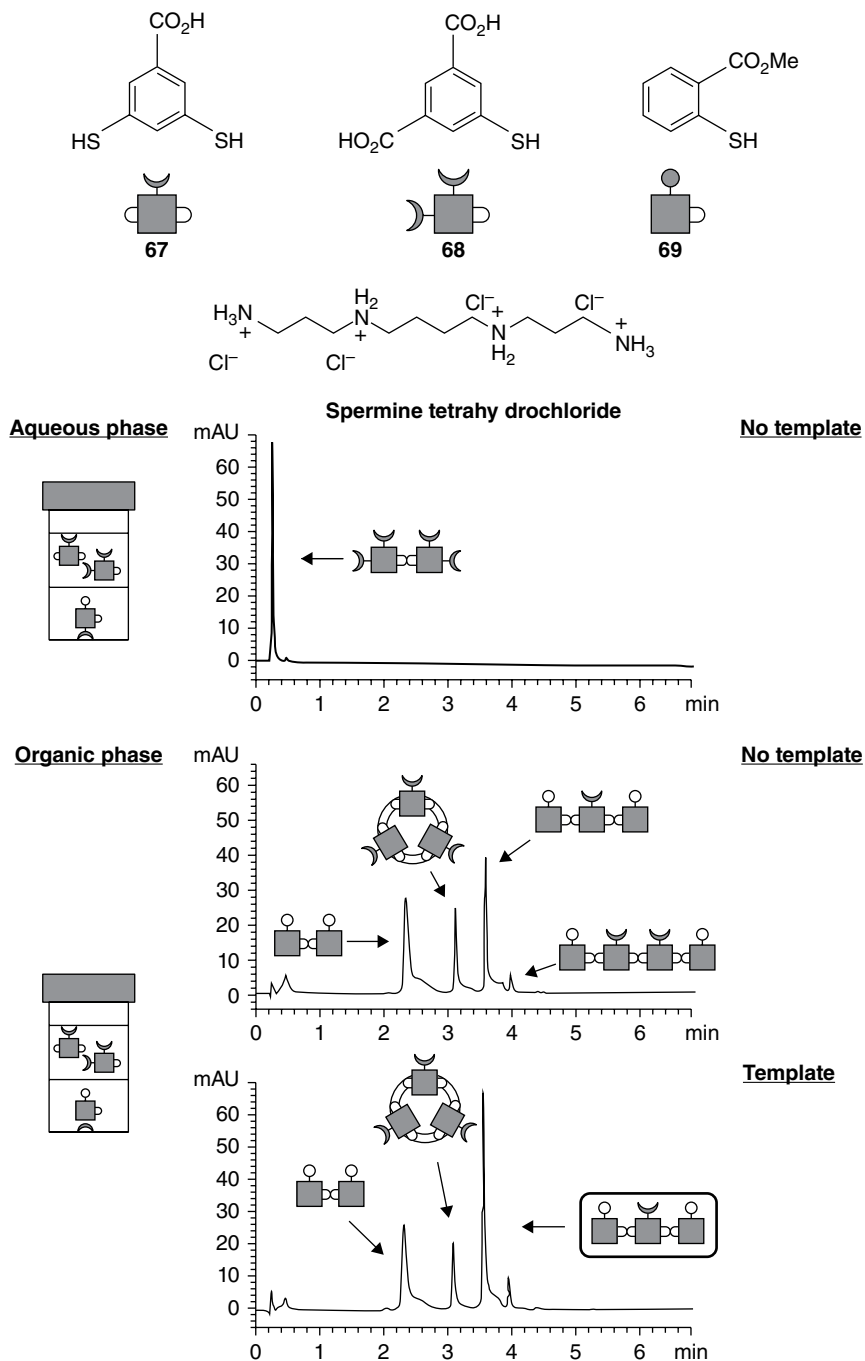 CO2H
CO2H
CO2Me
HS
SH
HO2C
SH
SH
67
68
69
H3N
+
H2
N
+
Cl–
+
N
H2
Cl–
+
NH3
Cl–
Cl–
Spermine tetrahy drochloride
Aqueous phase
mAU
No template
60
50
40
30
20
10
0
0 1 2 3 4 5 6 min
Organic phase
mAU
No template
60
50
40
30
20
10
0
0 1 2 3 4 5 6 min
mAU
Template
60
50
40
30
20
10
0
0 1 2 3 4 5 6 min